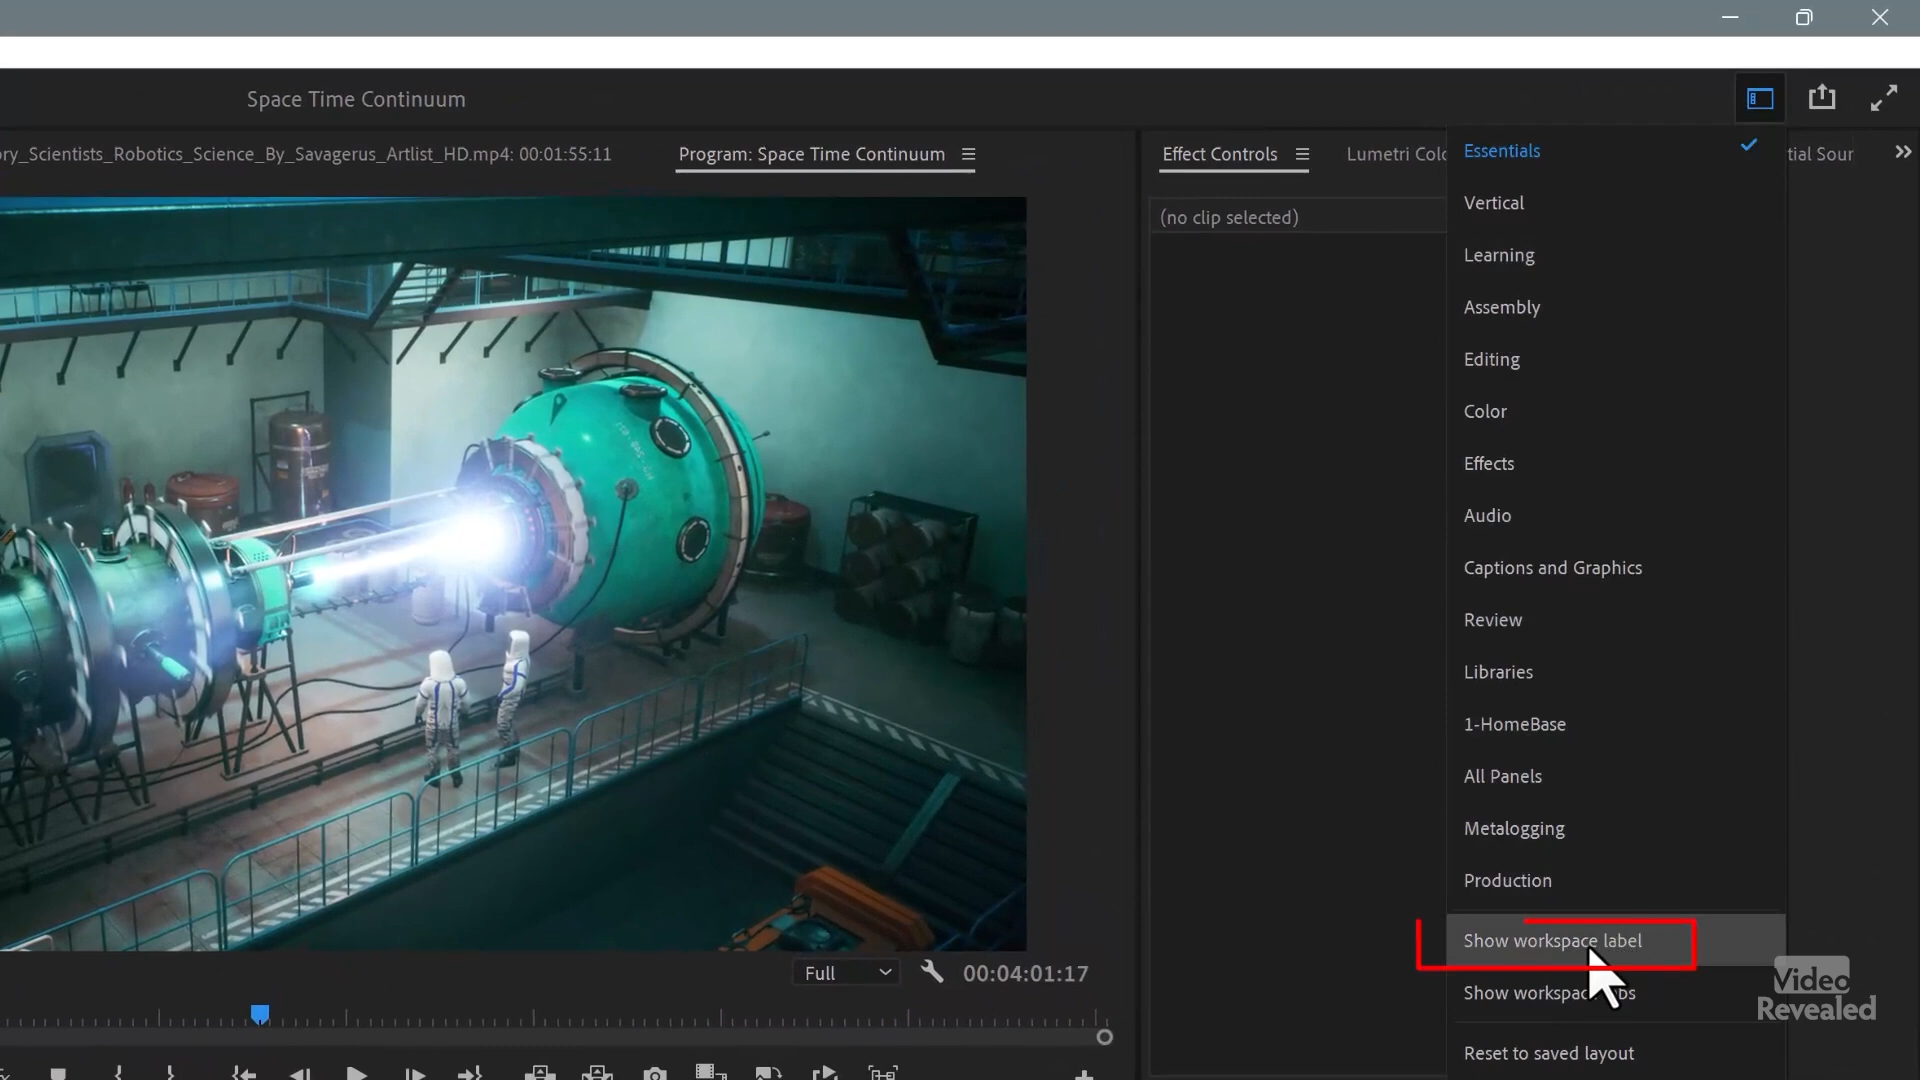 Space Time Continuum
ry_Scientists_Robotics_Science_By_Savagerus_Artlist_HD.mp4: 00:01:55:11
Program: Space Time Continuum
Effect Controls
Lumetri Colo
tial Sour
(no clip selected)
Essentials
Vertical
Learning
Assembly
Editing
Color
Effects
Audio
Captions and Graphics
Review
Libraries
1-HomeBase
All Panels
Metalogging
Production
Show workspace label
Show workspac bs
Reset to saved layout
Full
00:04:01:17
Video
Revealed